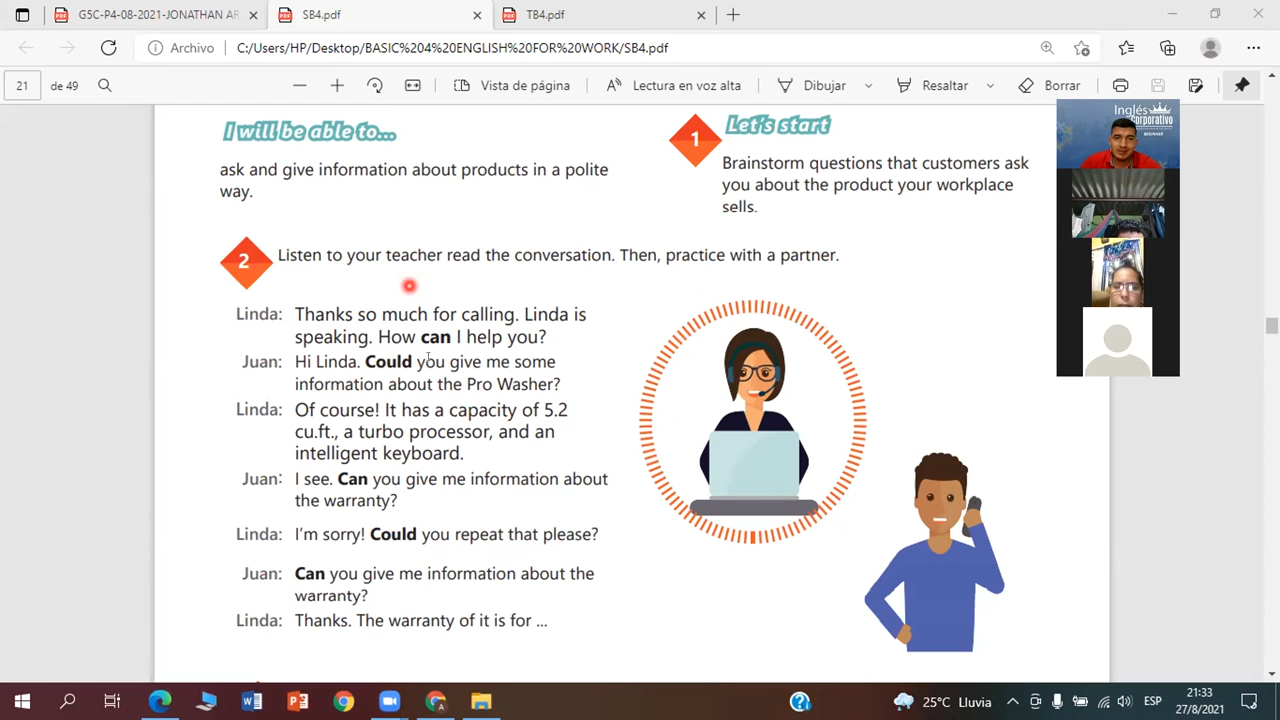 G5C-P4-08-2021-JONATHAN AR
SB4.pdf
TB4.pdf
Archivo
C:/Users/HP/Desktop/BASIC%204%20ENGLISH%20FOR%20WORK/SB4.pdf
21
de 49
Vista de página
Lectura en voz alta
Dibujar
Resaltar
Borrar
I will be able to...
ask and give information about products in a polite
way.
1
Let's start
Brainstorm questions that customers ask
you about the product your workplace
sells.
Inglés
Corporativo
BEGINNER
2
Listen to your teacher read the conversation. Then, practice with a partner.
Linda: Thanks so much for calling. Linda is
speaking. How can I help you?
Juan: Hi Linda. Could you give me some
information about the Pro Washer?
Linda: Of course! It has a capacity of 5.2
cu.ft., a turbo processor, and an
intelligent keyboard.
Juan: I see. Can you give me information about
the warranty?
Linda: I'm sorry! Could you repeat that please?
Juan: Can you give me information about the
warranty?
Linda: Thanks. The warranty of it is for ...
25°C Lluvia
ESP
21:33
27/8/2021